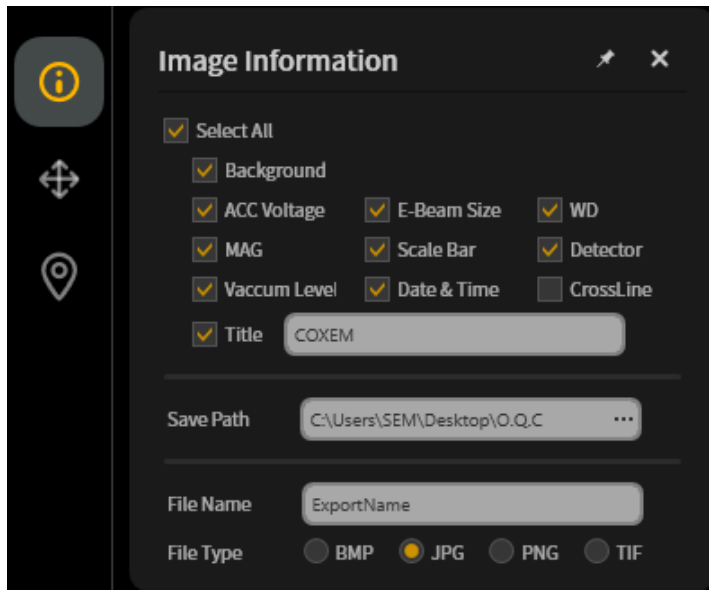 Image Information
Select All
Background
ACC Voltage E-Beam Size WD
MAG Scale Bar Detector
Vaccum Level Date & Time CrossLine
Title COXEM
Save Path C:\Users\SEM\Desktop\O.Q.C ...
File Name ExportName
File Type BMP JPG PNG TIF